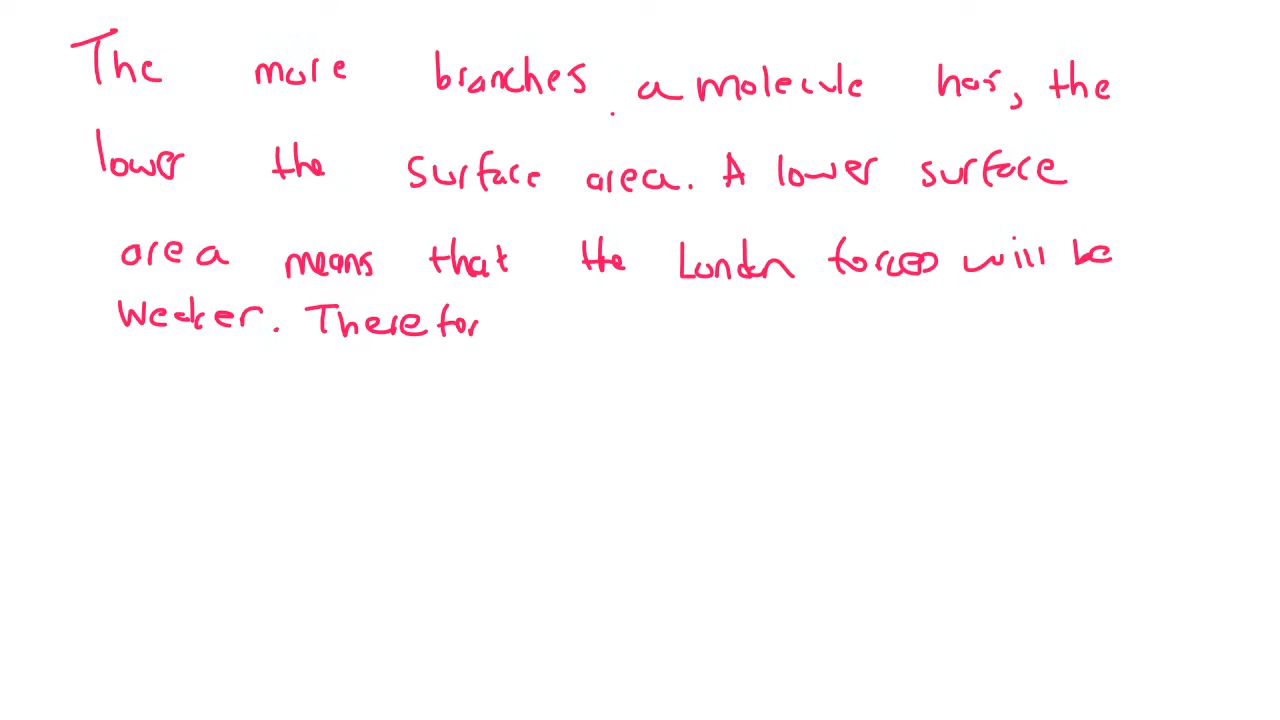 The more branches a molecule has, the
lower the surface area. A lower surface
area means that the London forces will be
weaker. Therefor